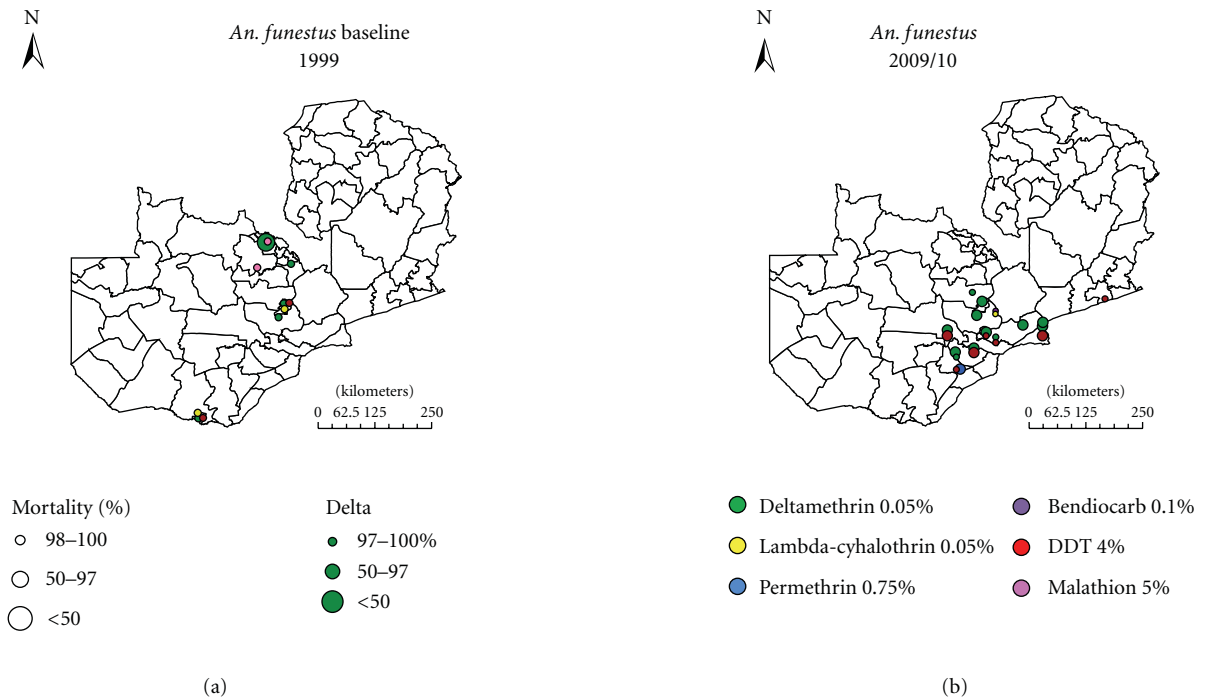 N
An. funestus baseline
1999
(kilometers)
0 62.5 125 250
Mortality (%)
98–100
50–97
<50
Delta
97–100%
50–97
<50
(a)
N
An. funestus
2009/10
(kilometers)
0 62.5 125 250
Deltamethrin 0.05%
Lambda-cyhalothrin 0.05%
Permethrin 0.75%
Bendiocarb 0.1%
DDT 4%
Malathion 5%
(b)